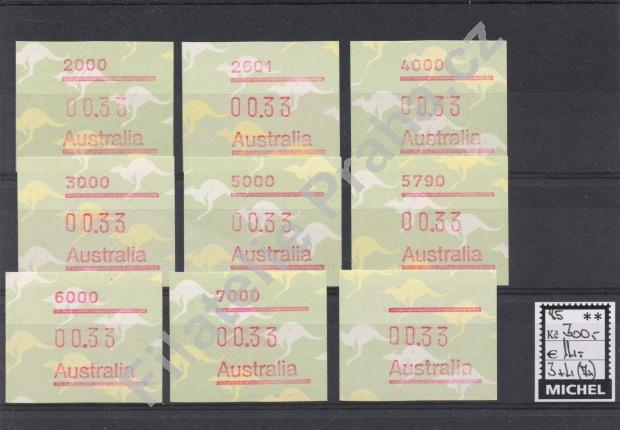 2000
00.33
Australia
2601
00.33
Australia
4000
00.33
Australia
3000
00.33
Australia
5000
00.33
Australia
5790
00.33
Australia
6000
00.33
Australia
7000
00.33
Australia
00.33
Australia
**
Kč 300,-
€
MICHEL
Filatelie Praha.cz